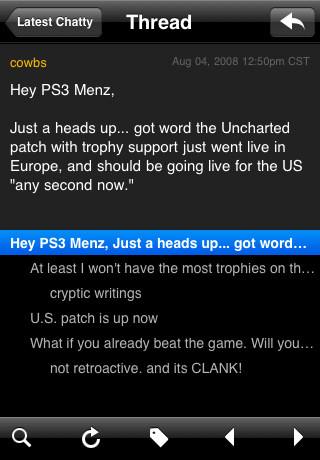 Latest Chatty
Thread
cowbs
Aug 04, 2008 12:50pm CST
Hey PS3 Menz,
Just a heads up... got word the Uncharted
patch with trophy support just went live in
Europe, and should be going live for the US
"any second now."
Hey PS3 Menz, Just a heads up... got word...
At least I won't have the most trophies on th...
cryptic writings
U.S. patch is up now
What if you already beat the game. Will you...
not retroactive. and its CLANK!